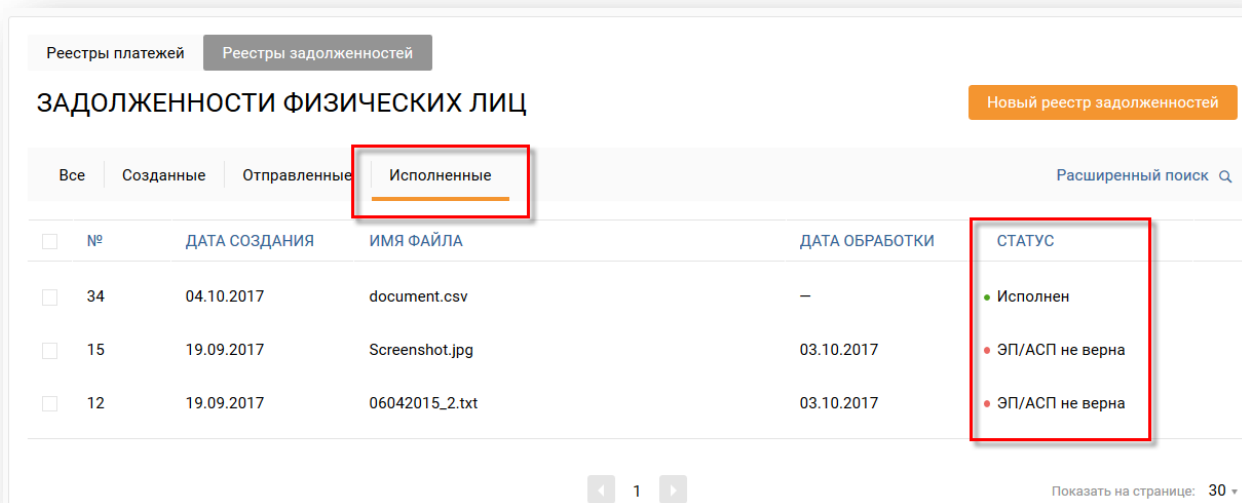 Реестры платежей Реестры задолженностей
ЗАДОЛЖЕННОСТИ ФИЗИЧЕСКИХ ЛИЦ Новый реестр задолженностей
Все Созданные Отправленные Исполненные Расширенный поиск
№ ДАТА СОЗДАНИЯ ИМЯ ФАЙЛА ДАТА ОБРАБОТКИ СТАТУС
34 04.10.2017 document.csv — Исполнен
15 19.09.2017 Screenshot.jpg 03.10.2017 ЭП/АСП не верна
12 19.09.2017 06042015_2.txt 03.10.2017 ЭП/АСП не верна
1 Показать на странице: 30